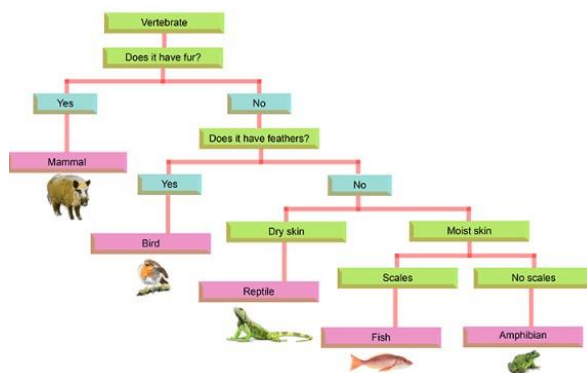 Vertebrate
Does it have fur?
Yes
No
Does it have feathers?
Mammal
Yes
No
Dry skin
Moist skin
Bird
Scales
No scales
Reptile
Fish
Amphibian